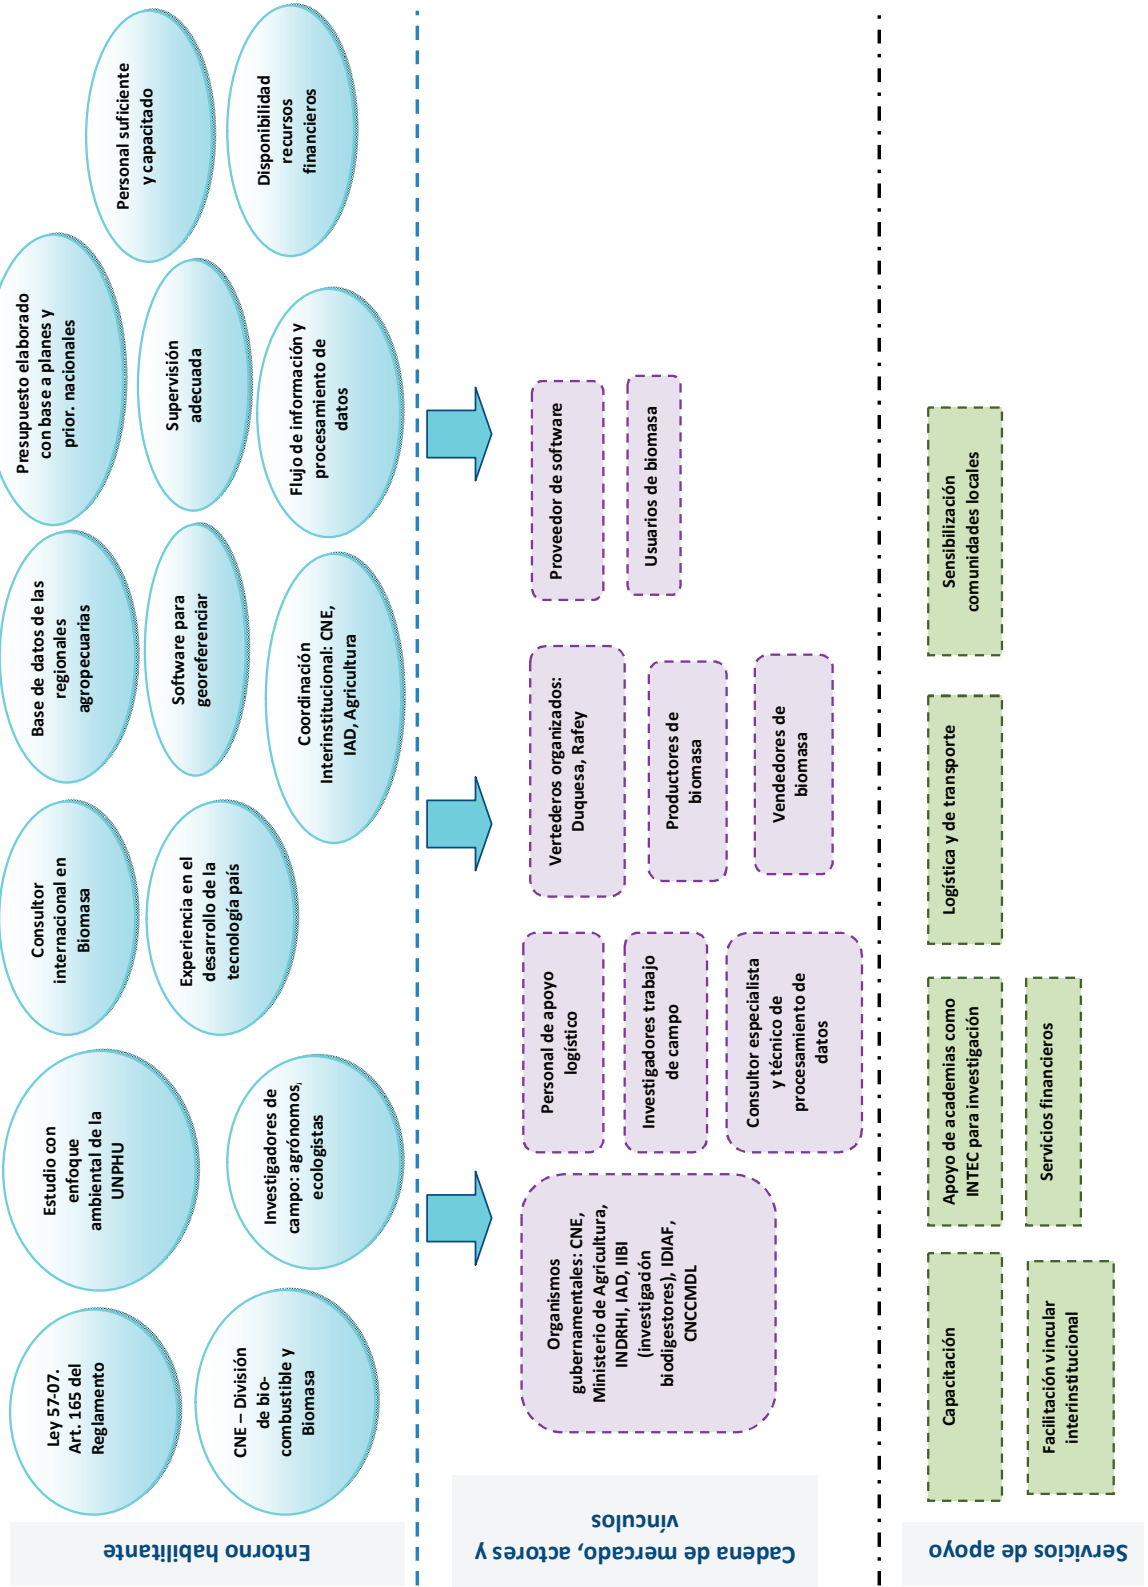 Entorno habilitante
Ley 57-07.
Art. 165 del
Reglamento
CNE – División
de bio-
combustible y
Biomasa
Estudio con
enfoque
ambiental de la
UNPHU
Investigadores de
campo: agrónomos,
ecologistas
Consultor
internacional en
Biomasa
Experiencia en el
desarrollo de la
tecnología país
Base de datos de las
regionales
agropecuarias
Software para
georeferenciar
Coordinación
Interinstitucional: CNE,
IAD, Agricultura
Presupuesto elaborado
con base a planes y
prior. nacionales
Supervisión
adecuada
Flujo de información y
procesamiento de
datos
Personal suficiente
y capacitado
Disponibilidad
recursos
financieros
Cadena de mercado, actores y
vínculos
Organismos
gubernamentales: CNE,
Ministerio de Agricultura,
INDRHI, IAD, IIBI
(investigación
biodigestores), IDIAF,
CNCCMDL
Personal de apoyo
logístico
Investigadores trabajo
de campo
Consultor especialista
y técnico de
procesamiento de
datos
Vertederos organizados:
Duquesa, Rafey
Productores de
biomasa
Vendedores de
biomasa
Proveedor de software
Usuarios de biomasa
Servicios de apoyo
Capacitación
Facilitación vincular
interinstitucional
Apoyo de academias como
INTEC para investigación
Servicios financieros
Logística y de transporte
Sensibilización
comunidades locales